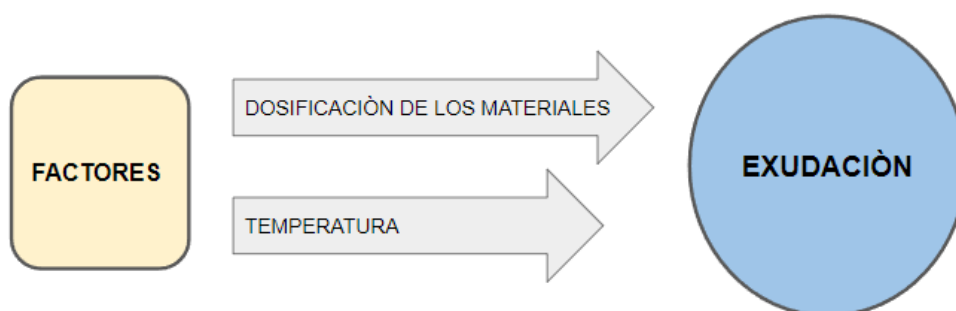 DOSIFICACIÒN DE LOS MATERIALES
FACTORES
EXUDACIÒN
TEMPERATURA